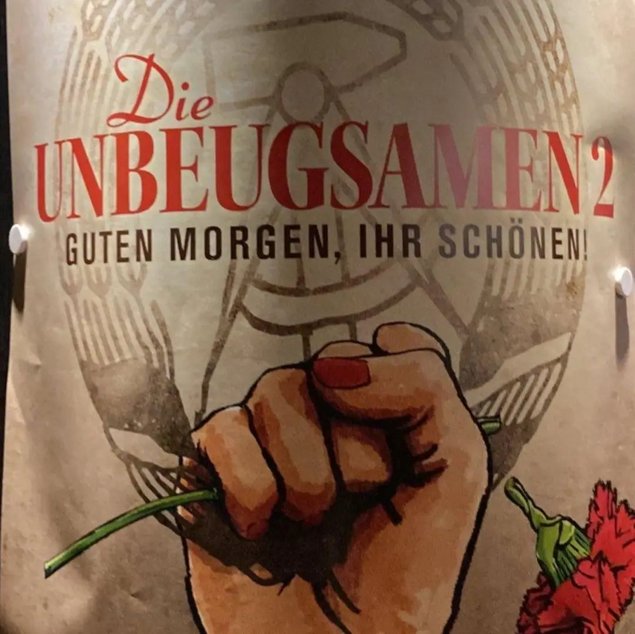 Die
UNBEUGSAMEN 2
GUTEN MORGEN, IHR SCHÖNEN!